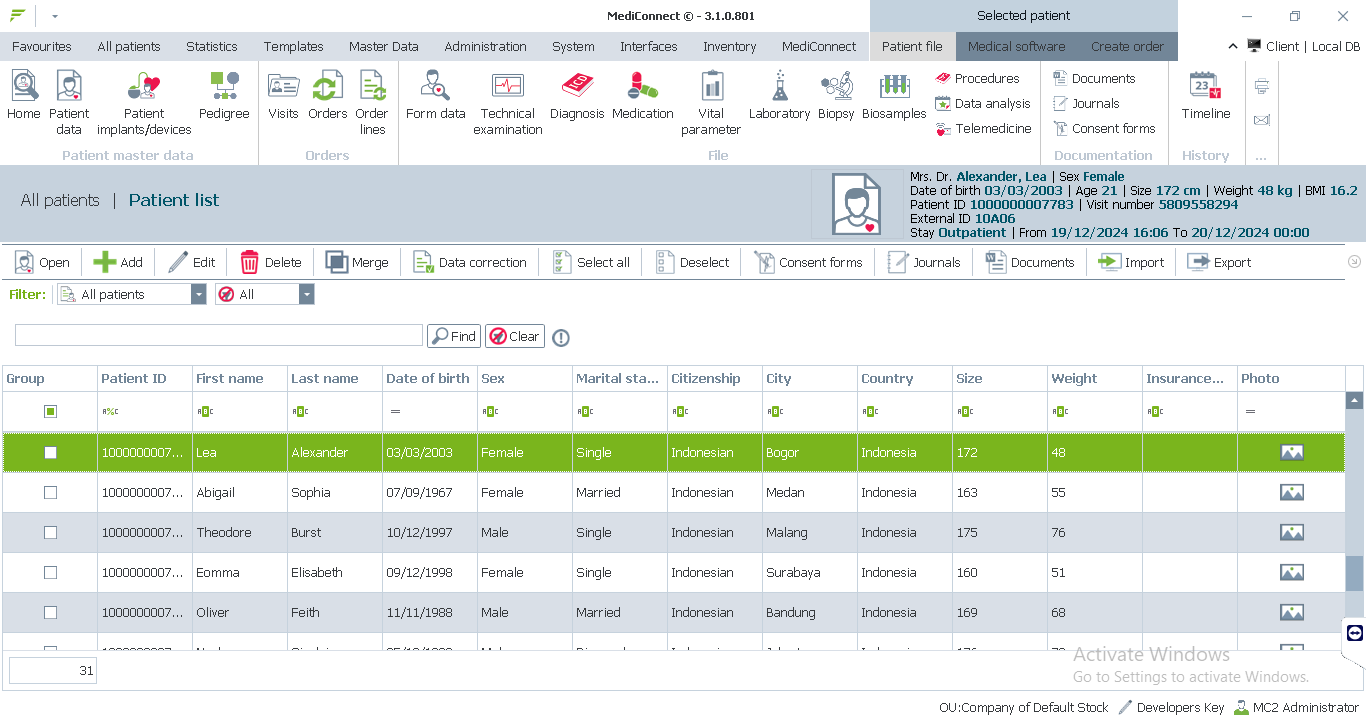 MediConnect © - 3.1.0.801
Selected patient
Favourites All patients Statistics Templates Master Data Administration System Interfaces Inventory MediConnect Patient file Medical software Create order Client | Local DB
Home Patient data Patient implants/devices Pedigree Visits Orders Order lines Form data Technical examination Diagnosis Medication Vital parameter Laboratory Biopsy Biosamples
Procedures
Data analysis
Telemedicine
Documents
Journals
Consent forms
23
Timeline
Patient master data Orders File Documentation History ...
All patients | Patient list
Mrs. Dr. Alexander, Lea | Sex Female
Date of birth 03/03/2003 | Age 21 | Size 172 cm | Weight 48 kg | BMI 16.2
Patient ID 1000000007783 | Visit number 5809558294
External ID 10A06
Stay Outpatient | From 19/12/2024 16:06 To 20/12/2024 00:00
Open Add Edit Delete Merge Data correction Select all Deselect Consent forms Journals Documents Import Export
Filter: All patients All
Find Clear
Group Patient ID First name Last name Date of birth Sex Marital sta... Citizenship City Country Size Weight Insurance... Photo
A%C ABC ABC = ABC ABC ABC ABC ABC ABC ABC ABC =
1000000007... Lea Alexander 03/03/2003 Female Single Indonesian Bogor Indonesia 172 48
1000000007... Abigail Sophia 07/09/1967 Female Married Indonesian Medan Indonesia 163 55
1000000007... Theodore Burst 10/12/1997 Male Single Indonesian Malang Indonesia 175 76
1000000007... Eomma Elisabeth 09/12/1998 Female Single Indonesian Surabaya Indonesia 160 51
1000000007... Oliver Feith 11/11/1988 Male Married Indonesian Bandung Indonesia 169 68
31
Activate Windows
Go to Settings to activate Windows.
OU:Company of Default Stock Developers Key MC2 Administrator